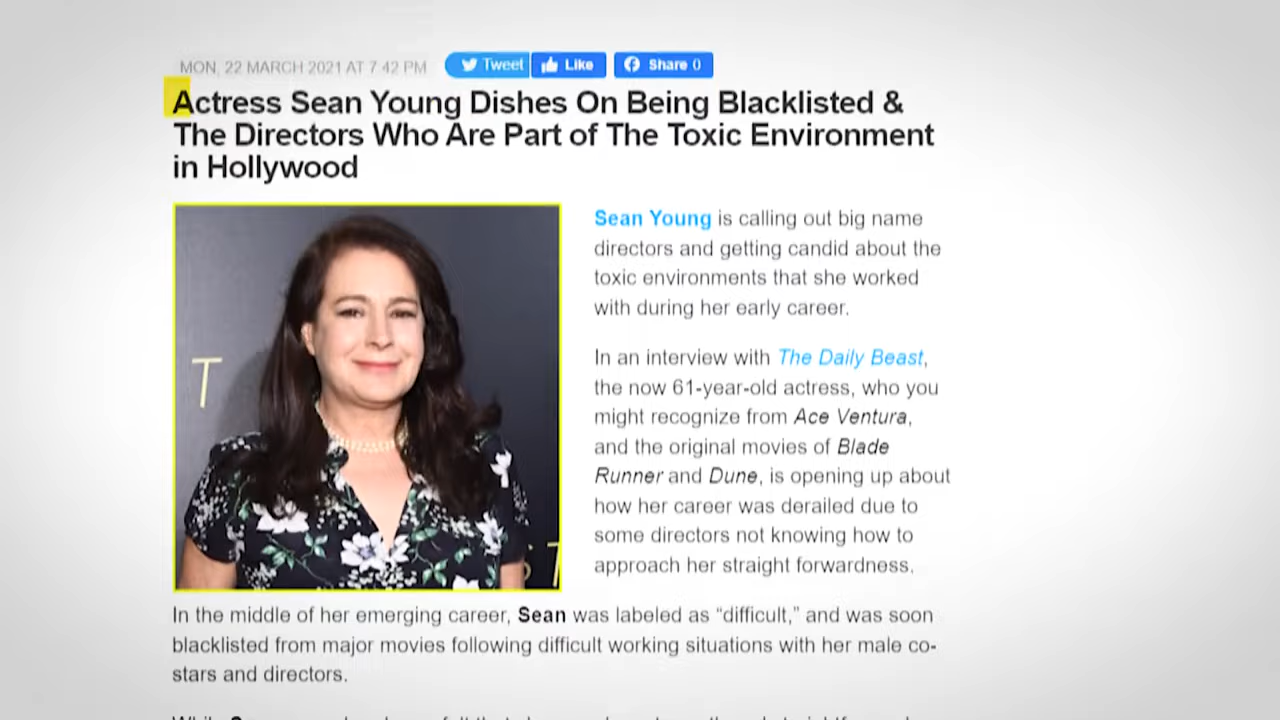 MON, 22 MARCH 2021 AT 7:42 PM Tweet Like Share 0
Actress Sean Young Dishes On Being Blacklisted &
The Directors Who Are Part of The Toxic Environment
in Hollywood
Sean Young is calling out big name
directors and getting candid about the
toxic environments that she worked
with during her early career.
In an interview with The Daily Beast,
the now 61-year-old actress, who you
might recognize from Ace Ventura,
and the original movies of Blade
Runner and Dune, is opening up about
how her career was derailed due to
some directors not knowing how to
approach her straight forwardness.
T
ST
In the middle of her emerging career, Sean was labeled as “difficult,” and was soon
blacklisted from major movies following difficult working situations with her male co-
stars and directors.